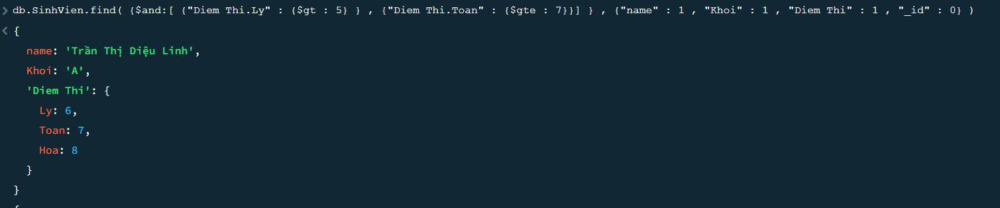 db.SinhVien.find( {$and:[ {"Diem Thi.Ly" : {$gt : 5} } , {"Diem Thi.Toan" : {$gte : 7}}] } , {"name" : 1 , "Khoi" : 1 , "Diem Thi" : 1 , "_id" : 0} )
{
name: 'Trần Thị Diệu Linh',
Khoi: 'A',
'Diem Thi': {
Ly: 6,
Toan: 7,
Hoa: 8
}
}